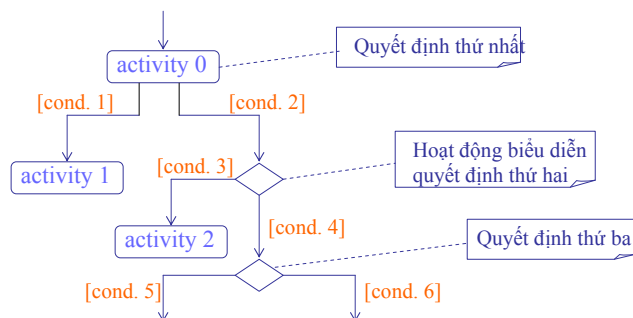 Quyết định thứ nhất
activity 0
[cond. 1]
[cond. 2]
Hoạt động biểu diễn
quyết định thứ hai
[cond. 3]
activity 1
activity 2
[cond. 4]
Quyết định thứ ba
[cond. 5]
[cond. 6]